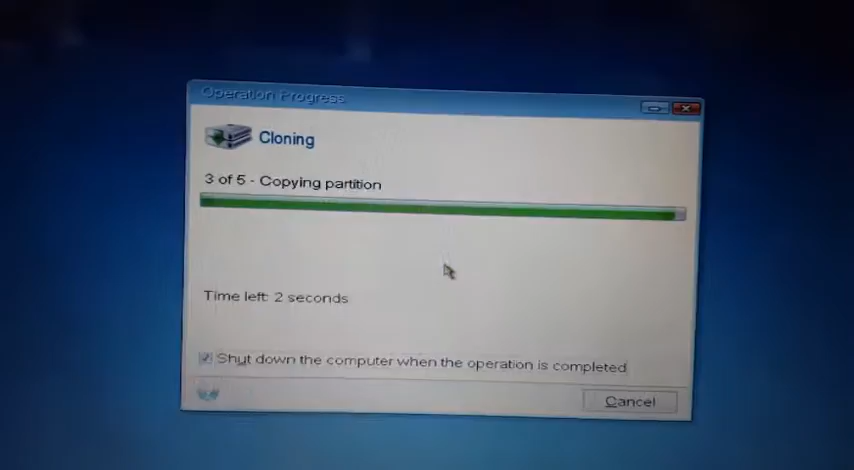 Operation Progress
Cloning
3 of 5 - Copying partition
Time left: 2 seconds
Shut down the computer when the operation is completed
Cancel